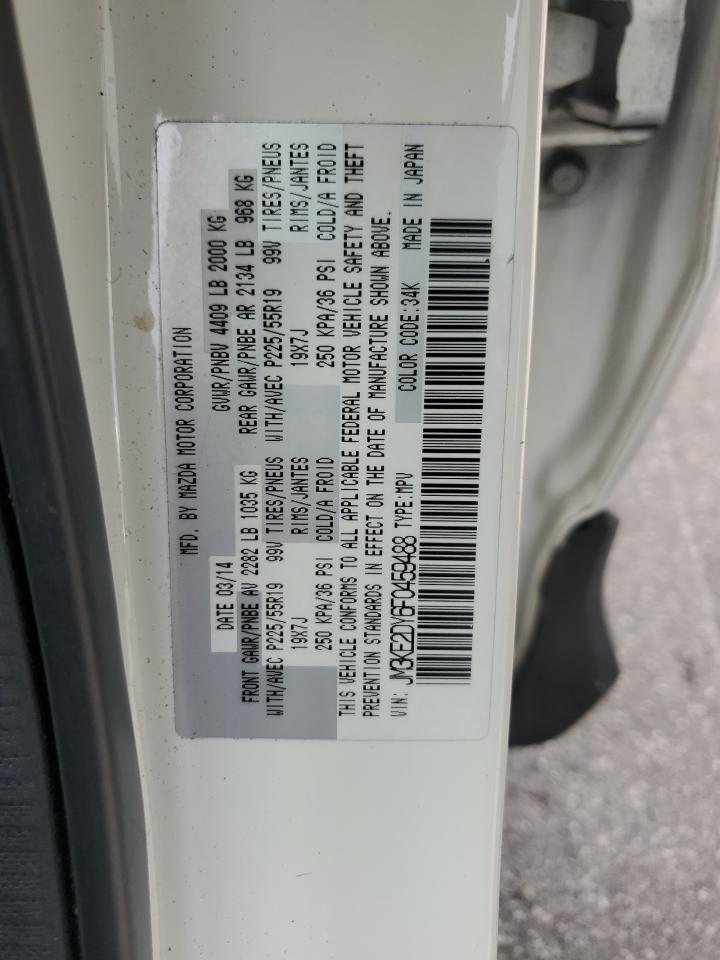 MFD. BY MAZDA MOTOR CORPORATION
DATE 03/14 GVWR/PNBV 4409 LB 2000 KG
FRONT GAWR/PNBE AV 2282 LB 1035 KG REAR GAWR/PNBE AR 2134 LB 968 KG
WITH/AVEC P225/55R19 99V TIRES/PNEUS WITH/AVEC P225/55R19 99V TIRES/PNEUS
19X7J RIMS/JANTES 19X7J RIMS/JANTES
250 KPA/36 PSI COLD/A FROID 250 KPA/36 PSI COLD/A FROID
THIS VEHICLE CONFORMS TO ALL APPLICABLE FEDERAL MOTOR VEHICLE SAFETY AND THEFT
PREVENTION STANDARDS IN EFFECT ON THE DATE OF MANUFACTURE SHOWN ABOVE.
VIN: JM3KE2DY6F0459488 TYPE:MPV COLOR CODE:34K MADE IN JAPAN